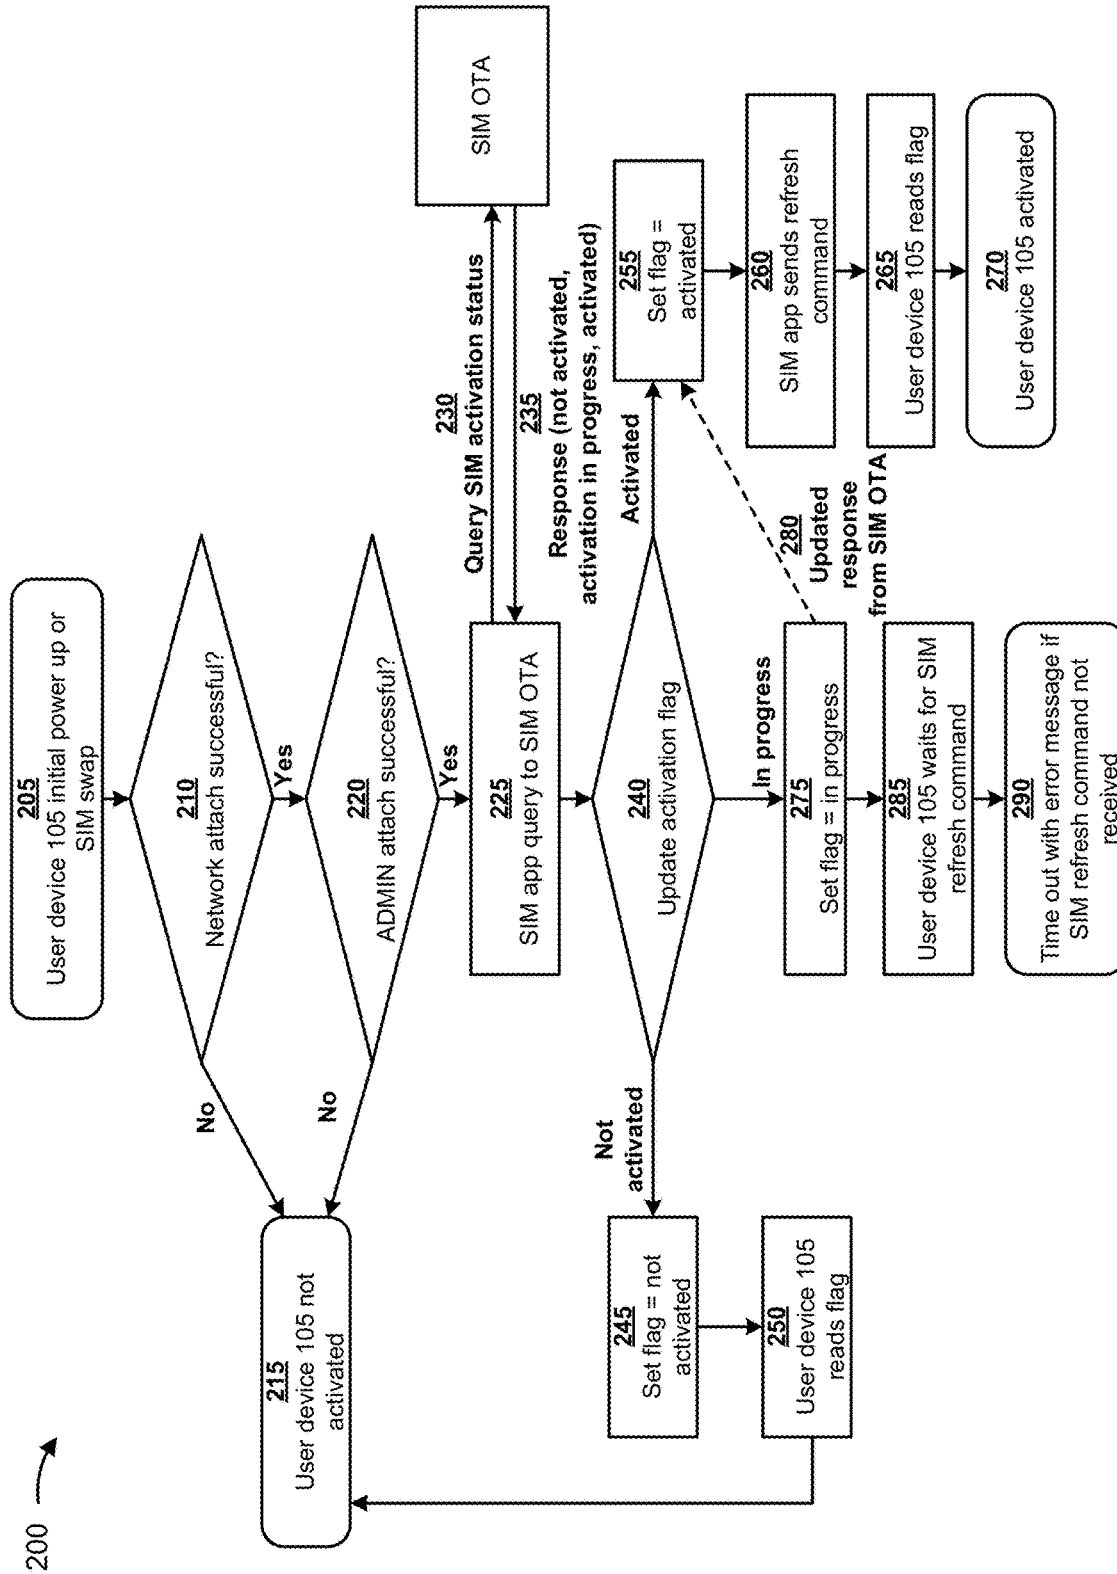 200
205
User device 105 initial power up or
SIM swap
210
Network attach successful?
No
Yes
215
User device 105 not
activated
220
ADMIN attach successful?
No
Yes
225
SIM app query to SIM OTA
230
Query SIM activation status
SIM OTA
235
Response (not activated,
activation in progress, activated)
240
Update activation flag
Not
activated
In progress
Activated
245
Set flag = not
activated
250
User device 105
reads flag
255
Set flag =
activated
260
SIM app sends refresh
command
265
User device 105 reads flag
270
User device 105 activated
275
Set flag = in progress
280
Updated
response
from SIM OTA
285
User device 105 waits for SIM
refresh command
290
Time out with error message if
SIM refresh command not
received